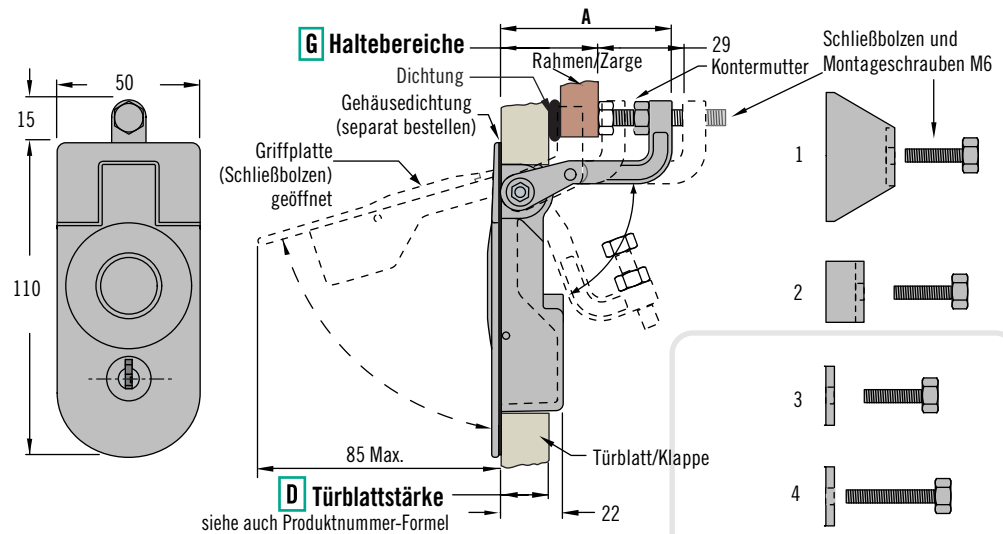 50
15
110
A
G Haltebereiche
29
Rahmen/Zarge
Kontermutter
Schließbolzen und
Montageschrauben M6
Dichtung
Gehäusedichtung
(separat bestellen)
Griffplatte
(Schließbolzen)
geöffnet
1
2
3
4
85 Max.
Türblatt/Klappe
D Türblattstärke
siehe auch Produktnummer-Formel
22